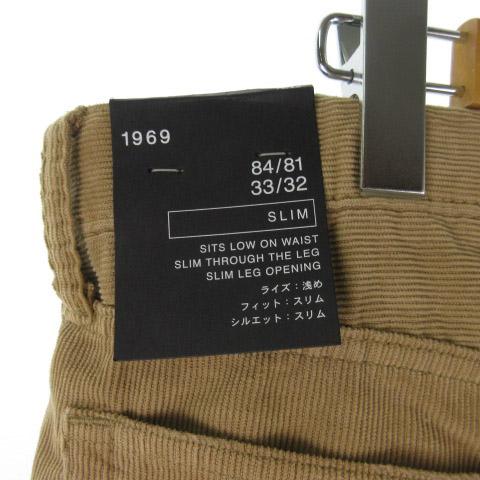 1969
84/81
33/32
SLIM
SITS LOW ON WAIST
SLIM THROUGH THE LEG
SLIM LEG OPENING
ライズ：浅め
フィット：スリム
シルエット：スリム